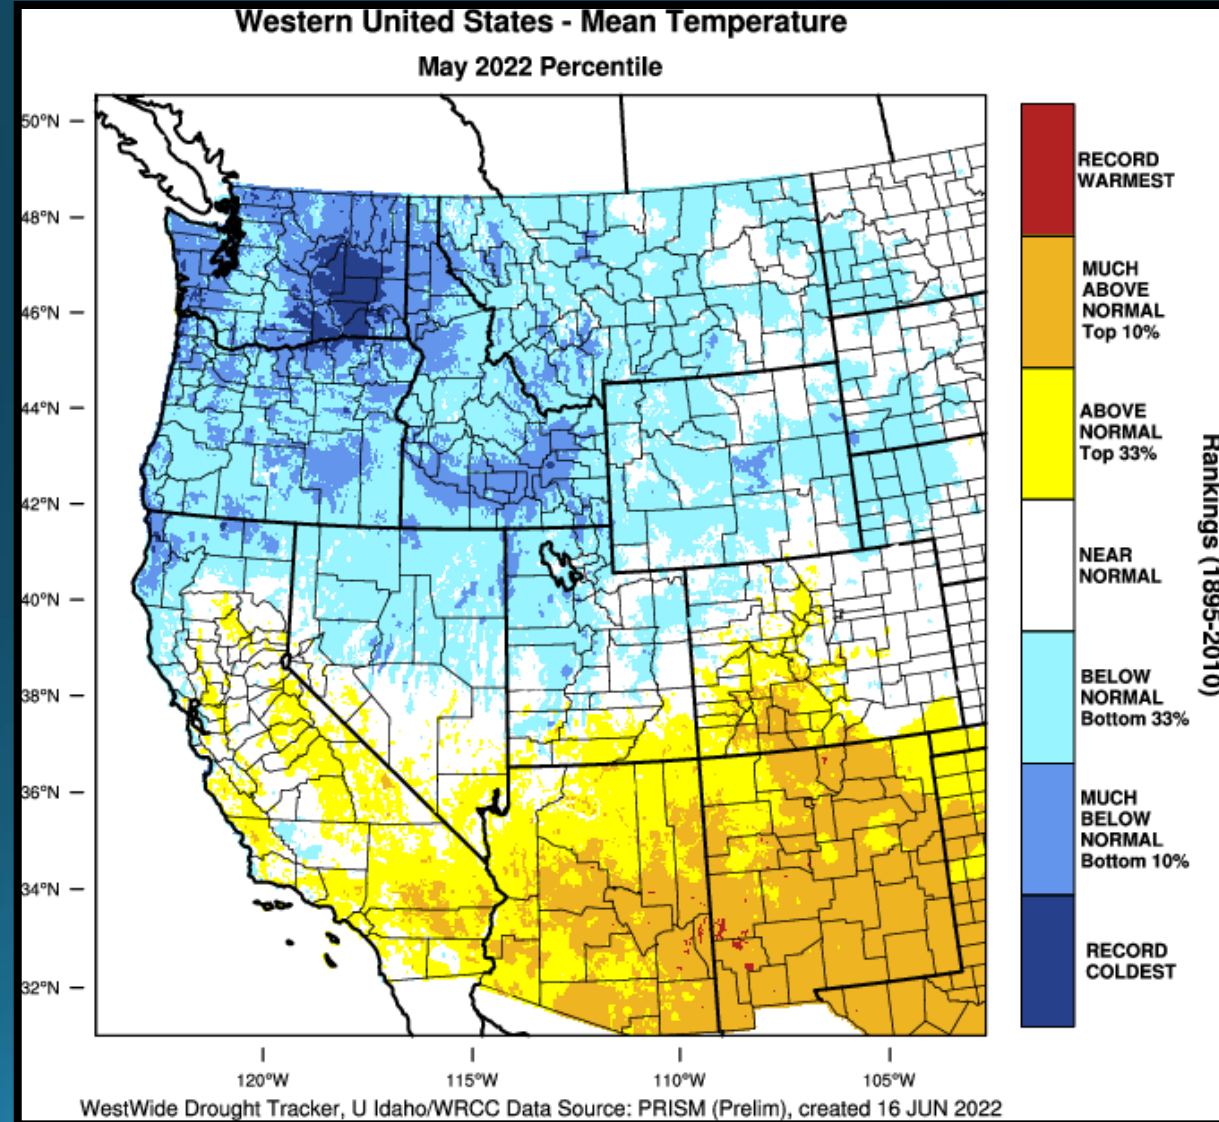 Western United States - Mean Temperature
May 2022 Percentile
50°N
48°N
46°N
44°N
42°N
40°N
38°N
36°N
34°N
32°N
120°W
115°W
110°W
105°W
RECORD
WARMEST
MUCH
ABOVE
NORMAL
Top 10%
ABOVE
NORMAL
Top 33%
NEAR
NORMAL
BELOW
NORMAL
Bottom 33%
MUCH
BELOW
NORMAL
Bottom 10%
RECORD
COLDEST
Rankings (1895-2010)
WestWide Drought Tracker, U Idaho/WRCC Data Source: PRISM (Prelim), created 16 JUN 2022